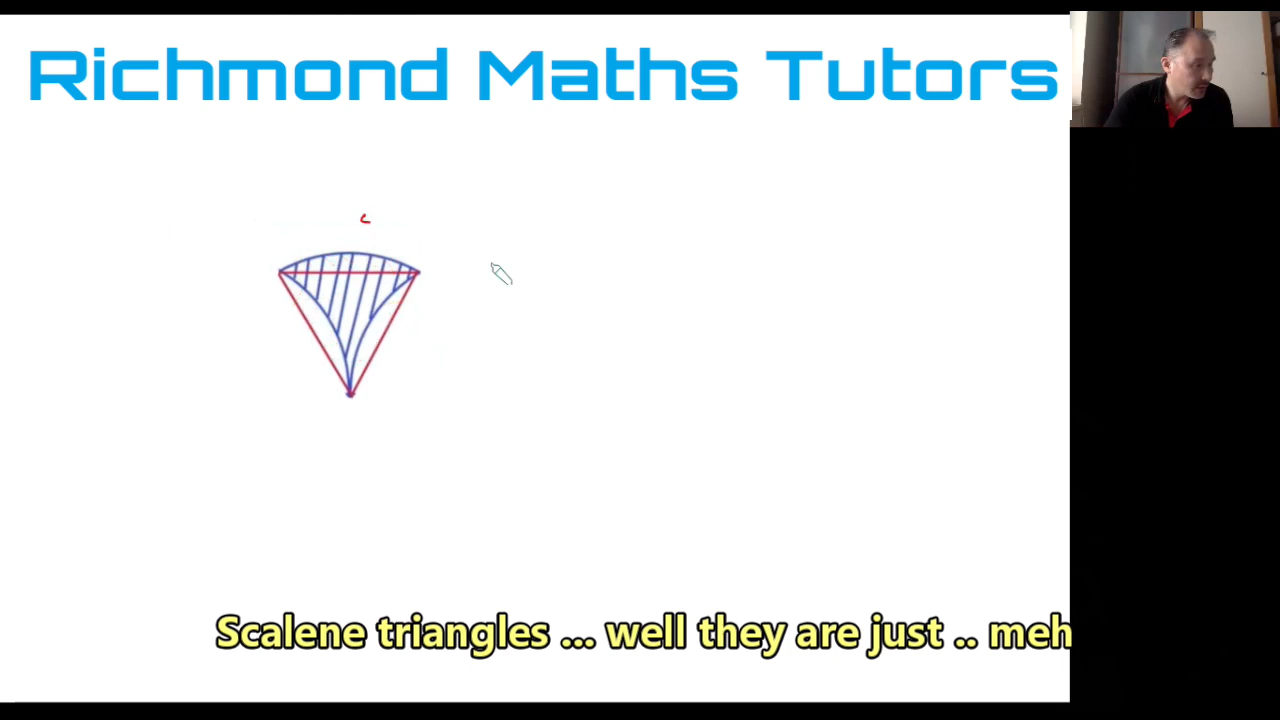 Richmond Maths Tutors
Scalene triangles ... well they are just .. meh